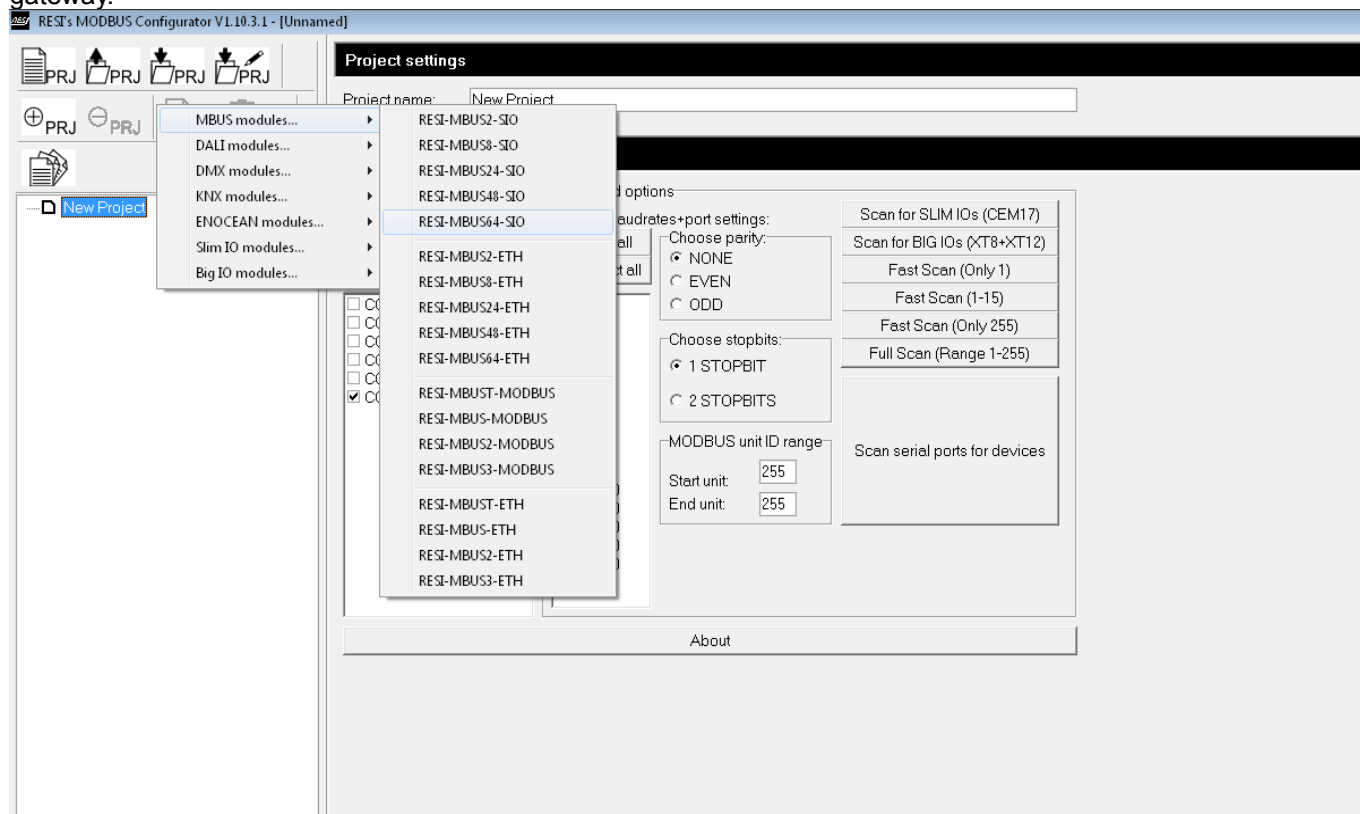 gateway.
RESI's MODBUS Configurator V1.10.3.1 - [Unnamed]
PRJ PRJ PRJ PRJ
PRJ PRJ
New Project
Project settings
Project name: New Project
MBUS modules...
DALI modules...
DMX modules...
KNX modules...
ENOCEAN modules...
Slim IO modules...
Big IO modules...
RESI-MBUS2-SIO
RESI-MBUS8-SIO
RESI-MBUS24-SIO
RESI-MBUS48-SIO
RESI-MBUS64-SIO
RESI-MBUS2-ETH
RESI-MBUS8-ETH
RESI-MBUS24-ETH
RESI-MBUS48-ETH
RESI-MBUS64-ETH
RESI-MBUST-MODBUS
RESI-MBUS-MODBUS
RESI-MBUS2-MODBUS
RESI-MBUS3-MODBUS
RESI-MBUST-ETH
RESI-MBUS-ETH
RESI-MBUS2-ETH
RESI-MBUS3-ETH
options
+port settings:
all
all
Choose parity:
NONE
EVEN
ODD
Choose stopbits:
1 STOPBIT
2 STOPBITS
MODBUS unit ID range
Start unit: 255
End unit: 255
Scan for SLIM IOs (CEM17)
Scan for BIG IOs (XT8+XT12)
Fast Scan (Only 1)
Fast Scan (1-15)
Fast Scan (Only 255)
Full Scan (Range 1-255)
Scan serial ports for devices
About